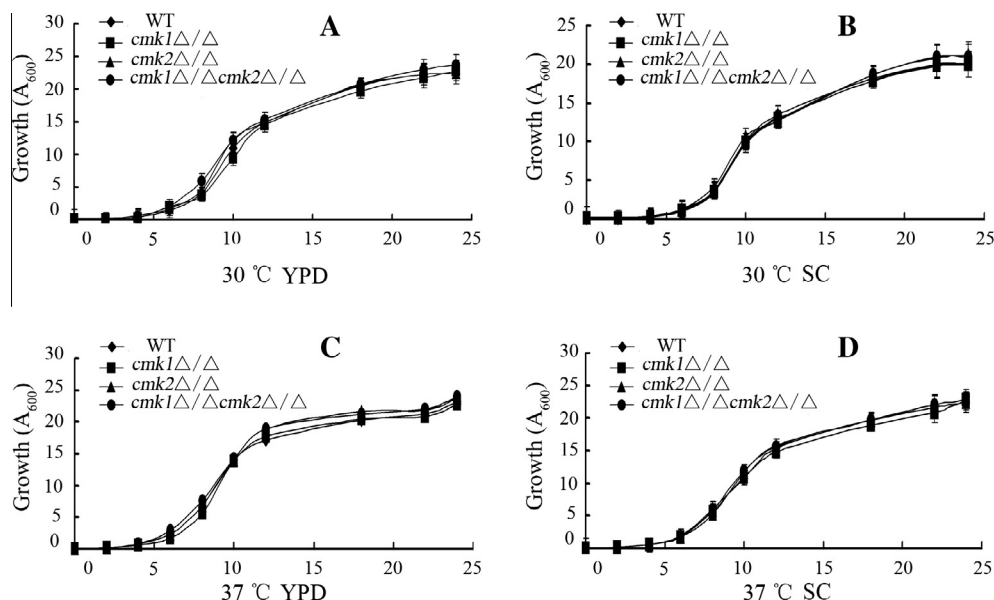 A
WT
cmk1△/△
cmk2△/△
cmk1△/△cmk2△/△
Growth (A600)
30
25
20
15
10
5
0
0 5 10 15 20 25
30 ℃ YPD
B
WT
cmk1△/△
cmk2△/△
cmk1△/△cmk2△/△
Growth (A600)
25
20
15
10
5
0
0 5 10 15 20 25
30 ℃ SC
C
WT
cmk1△/△
cmk2△/△
cmk1△/△cmk2△/△
Growth (A600)
30
25
20
15
10
5
0
0 5 10 15 20 25
37 ℃ YPD
D
WT
cmk1△/△
cmk2△/△
cmk1△/△cmk2△/△
Growth (A600)
30
25
20
15
10
5
0
0 5 10 15 20 25
37 ℃ SC